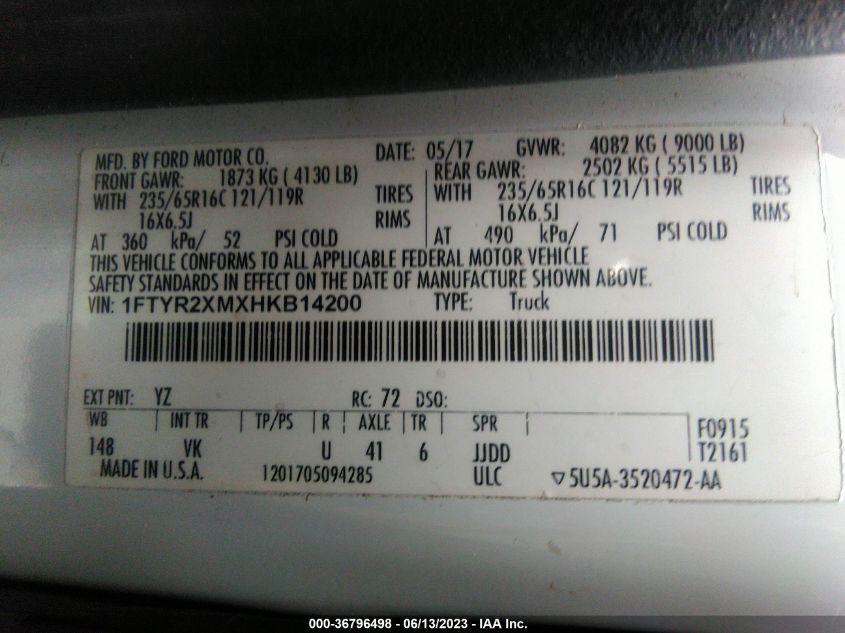 MFD. BY FORD MOTOR CO. DATE: 05/17 GVWR: 4082 KG ( 9000 LB)
FRONT GAWR: 1873 KG ( 4130 LB) REAR GAWR: 2502 KG ( 5515 LB)
WITH 235/65R16C 121/119R TIRES WITH 235/65R16C 121/119R TIRES
16X6.5J RIMS 16X6.5J RIMS
AT 360 kPa/ 52 PSI COLD AT 490 kPa/ 71 PSI COLD
THIS VEHICLE CONFORMS TO ALL APPLICABLE FEDERAL MOTOR VEHICLE
SAFETY STANDARDS IN EFFECT ON THE DATE OF MANUFACTURE SHOWN ABOVE.
VIN: 1FTYR2XMXHKB14200 TYPE: Truck
EXT PNT: YZ RC: 72 DSO:
WB INT TR TP/PS R AXLE TR SPR F0915
148 VK U 41 6 JJDD T2161
MADE IN U.S.A. 1201705094285 ULC ▽5U5A-3520472-AA
000-36796498 - 06/13/2023 - IAA Inc.